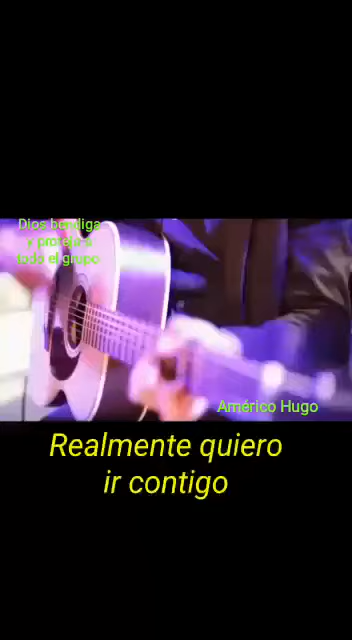 Dios bendiga
y proteja a
todo el grupo
Américo Hugo
Realmente quiero
ir contigo